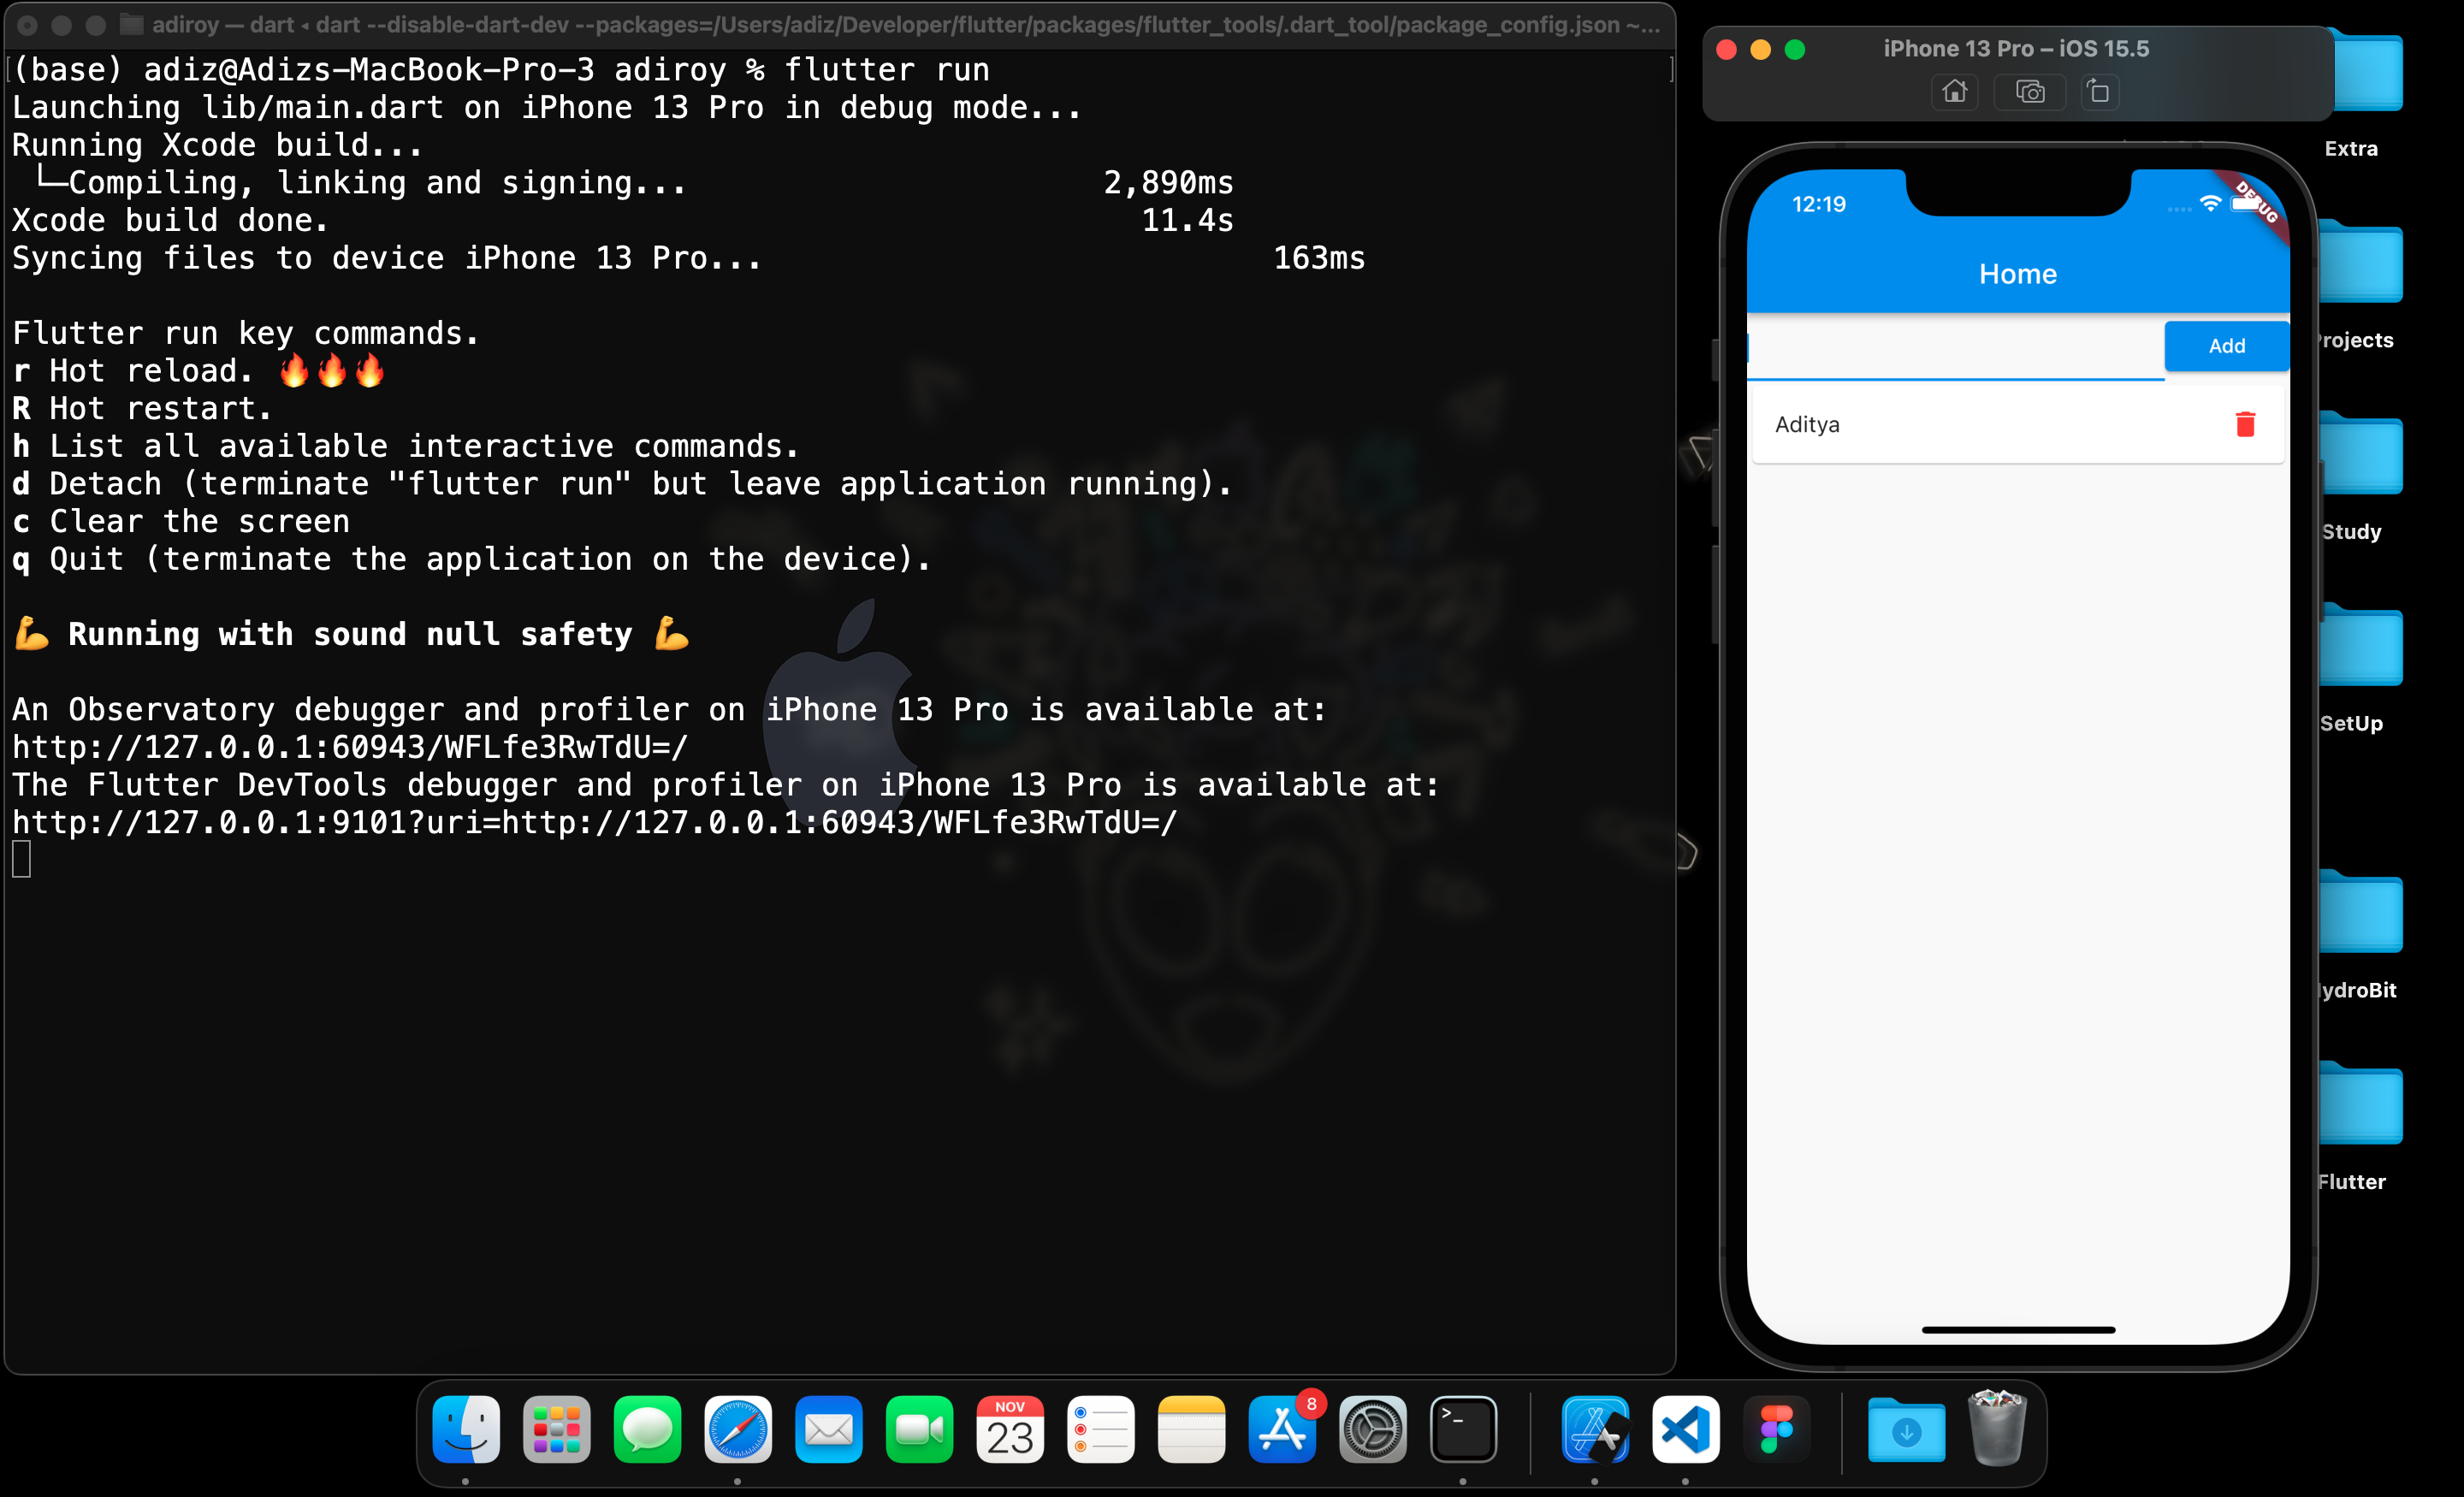 adiroy — dart ◂ dart --disable-dart-dev --packages=/Users/adiz/Developer/flutter/packages/flutter_tools/.dart_tool/package_config.json ~...
(base) adiz@Adizs-MacBook-Pro-3 adiroy % flutter run
Launching lib/main.dart on iPhone 13 Pro in debug mode...
Running Xcode build...
└─Compiling, linking and signing... 2,890ms
Xcode build done. 11.4s
Syncing files to device iPhone 13 Pro... 163ms
Flutter run key commands.
r Hot reload. 🔥🔥🔥
R Hot restart.
h List all available interactive commands.
d Detach (terminate "flutter run" but leave application running).
c Clear the screen
q Quit (terminate the application on the device).
💪 Running with sound null safety 💪
An Observatory debugger and profiler on iPhone 13 Pro is available at:
http://127.0.0.1:60943/WFLfe3RwTdU=/
The Flutter DevTools debugger and profiler on iPhone 13 Pro is available at:
http://127.0.0.1:9101?uri=http://127.0.0.1:60943/WFLfe3RwTdU=/
iPhone 13 Pro – iOS 15.5
12:19
DEBUG
Home
Add
Aditya
Extra
rojects
Study
SetUp
ydroBit
Flutter
NOV
23
8
>_